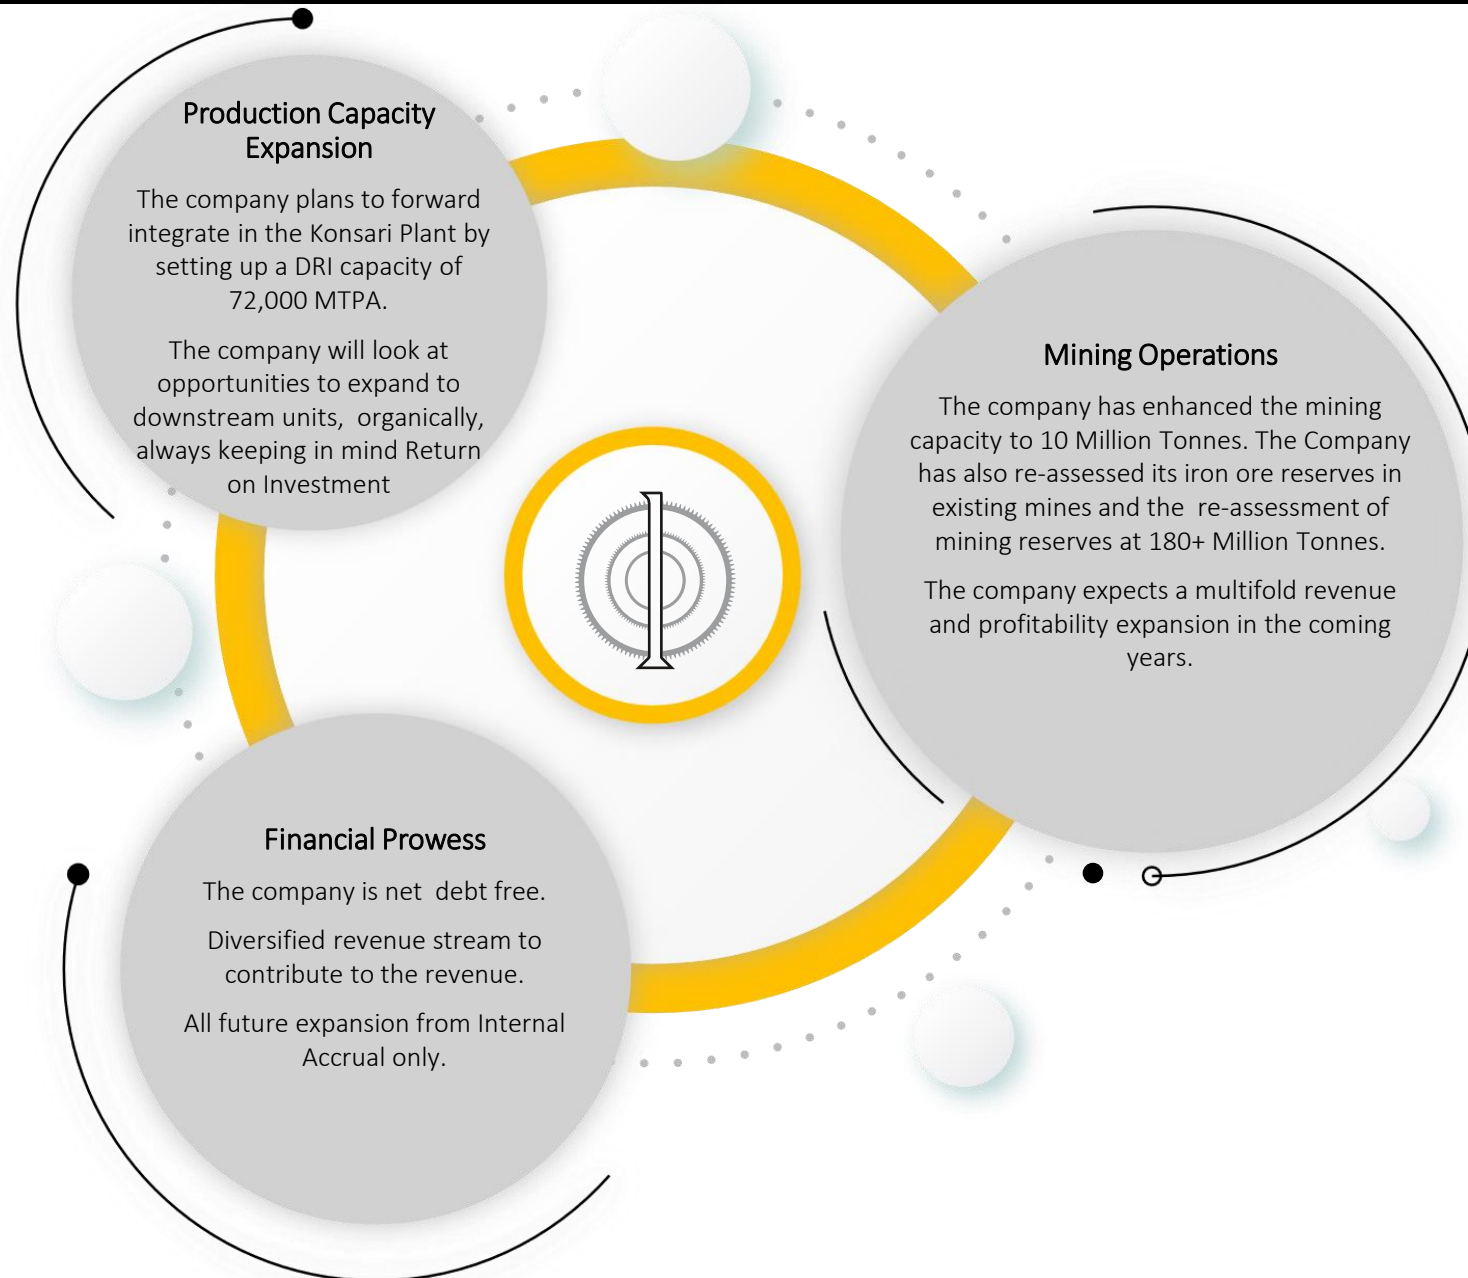 Production Capacity
Expansion
The company plans to forward
integrate in the Konsari Plant by
setting up a DRI capacity of
72,000 MTPA.
The company will look at
opportunities to expand to
downstream units, organically,
always keeping in mind Return
on Investment
Mining Operations
The company has enhanced the mining
capacity to 10 Million Tonnes. The Company
has also re-assessed its iron ore reserves in
existing mines and the re-assessment of
mining reserves at 180+ Million Tonnes.
The company expects a multifold revenue
and profitability expansion in the coming
years.
Financial Prowess
The company is net debt free.
Diversified revenue stream to
contribute to the revenue.
All future expansion from Internal
Accrual only.